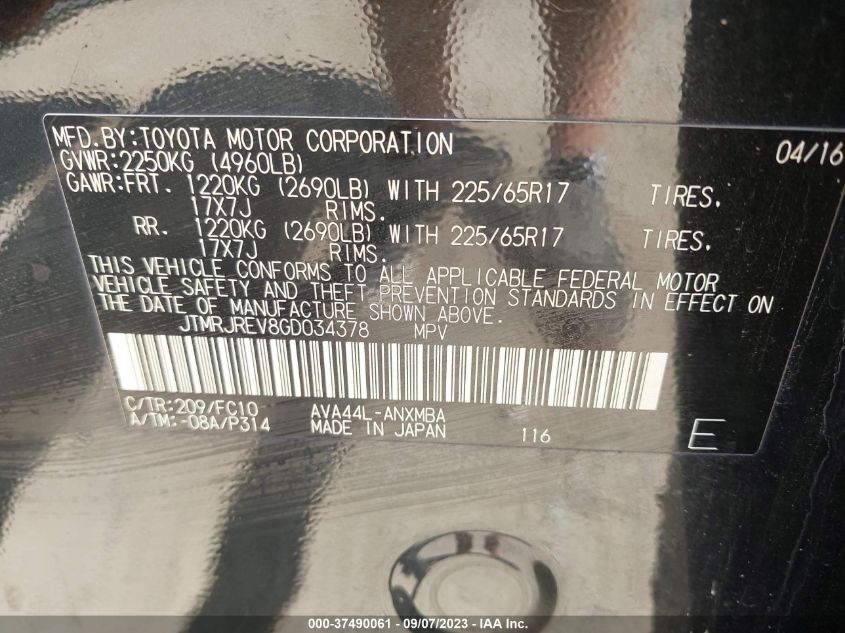 MFD.BY:TOYOTA MOTOR CORPORATION 04/16
GVWR:2250KG (4960LB)
GAWR:FRT. 1220KG (2690LB) WITH 225/65R17 TIRES.
17X7J RIMS.
RR. 1220KG (2690LB) WITH 225/65R17 TIRES.
17X7J RIMS.
THIS VEHICLE CONFORMS TO ALL APPLICABLE FEDERAL MOTOR
VEHICLE SAFETY AND THEFT PREVENTION STANDARDS IN EFFECT ON
THE DATE OF MANUFACTURE SHOWN ABOVE.
JTMRJREV8GD034378 MPV
C/TR:209/FC10 AVA44L-ANXMBA
A/TM:-08A/P314 MADE IN JAPAN 116 E
000-37490061 - 09/07/2023 - IAA Inc.